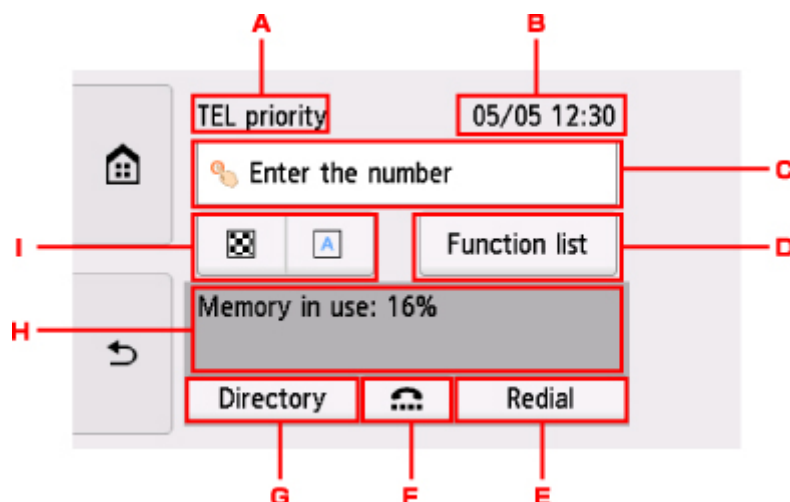 A
B
TEL priority
05/05 12:30
Enter the number
C
I
A
Function list
D
Memory in use: 16%
H
Directory
Redial
G
F
E